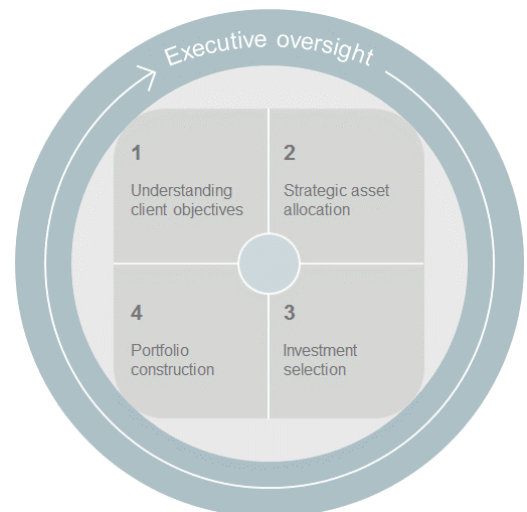 Executive oversight
1
Understanding
client objectives
2
Strategic asset
allocation
4
Portfolio
construction
3
Investment
selection